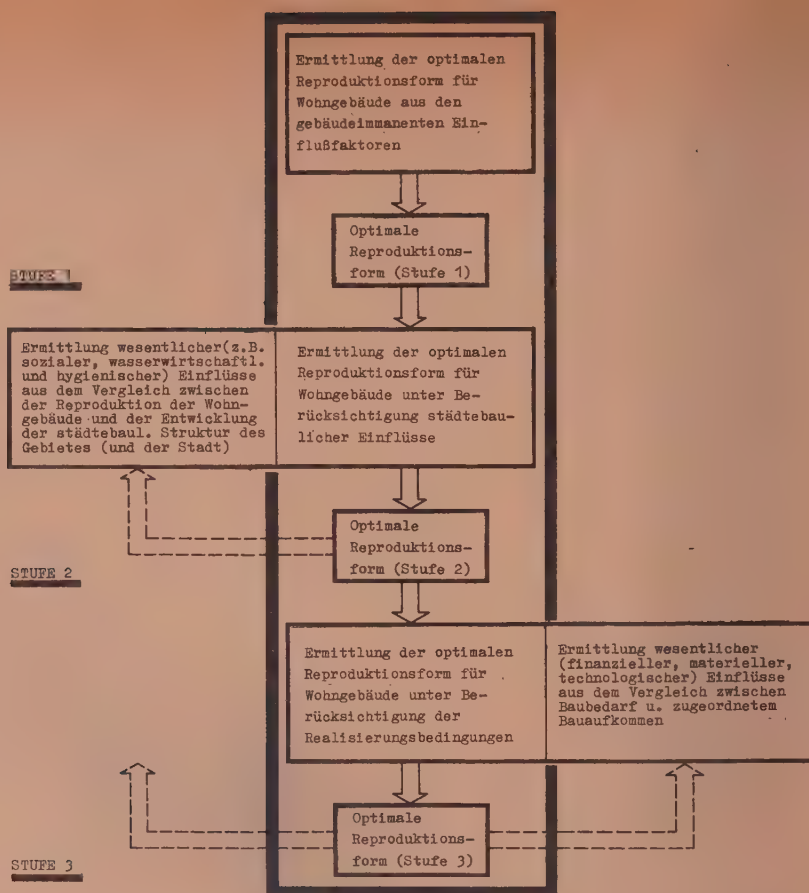 Ermittlung der optimalen
Reproduktionsform für
Wohngebäude aus den
gebäudeimmanenten Ein-
flußfaktoren
Optimale
Reproduktions-
form (Stufe 1)
STUFE 1
Ermittlung wesentlicher(z.B.
sozialer, wasserwirtschaftl.
und hygienischer) Einflüsse
aus dem Vergleich zwischen
der Reproduktion der Wohn-
gebäude und der Entwicklung
der städtebaul. Struktur des
Gebietes (und der Stadt)
Ermittlung der optimalen
Reproduktionsform für
Wohngebäude unter Be-
rücksichtigung städtebau-
licher Einflüsse
Optimale
Reproduktions-
form (Stufe 2)
STUFE 2
Ermittlung der optimalen
Reproduktionsform für
Wohngebäude unter Be-
rücksichtigung der
Realisierungsbedingungen
Ermittlung wesentlicher
(finanzieller, materieller,
technologischer) Einflüsse
aus dem Vergleich zwischen
Baubedarf u. zugeordnetem
Bauaufkommen
Optimale
Reproduktions-
form (Stufe 3)
STUFE 3